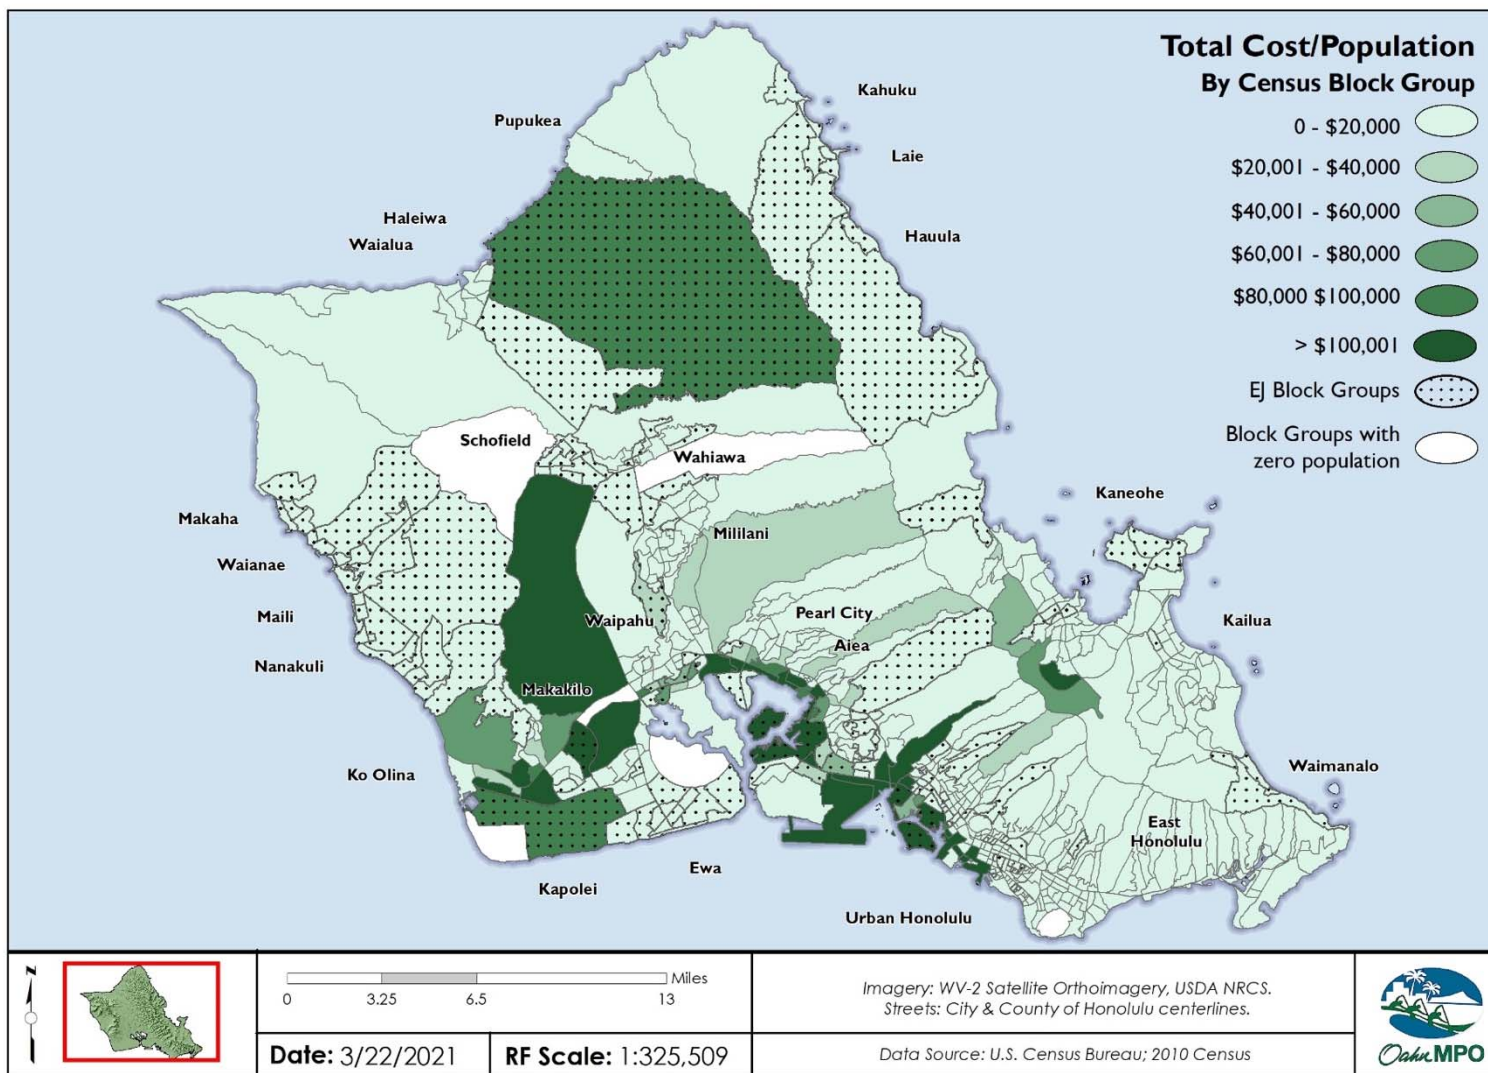 Total Cost/Population
By Census Block Group
0 - $20,000
$20,001 - $40,000
$40,001 - $60,000
$60,001 - $80,000
$80,000 $100,000
> $100,001
EJ Block Groups
Block Groups with
zero population
Kahuku
Pupukea
Laie
Haleiwa
Waialua
Hauula
Schofield
Wahiawa
Kaneohe
Makaha
Mililani
Waianae
Maili
Waipahu
Pearl City
Kailua
Aiea
Nanakuli
Makakilo
Ko Olina
Waimanalo
East
Honolulu
Ewa
Kapolei
Urban Honolulu
N
Miles
0
3.25
6.5
13
Imagery: WV-2 Satellite Orthoimagery, USDA NRCS.
Streets: City & County of Honolulu centerlines.
Date: 3/22/2021
RF Scale: 1:325,509
Data Source: U.S. Census Bureau; 2010 Census
OahuMPO